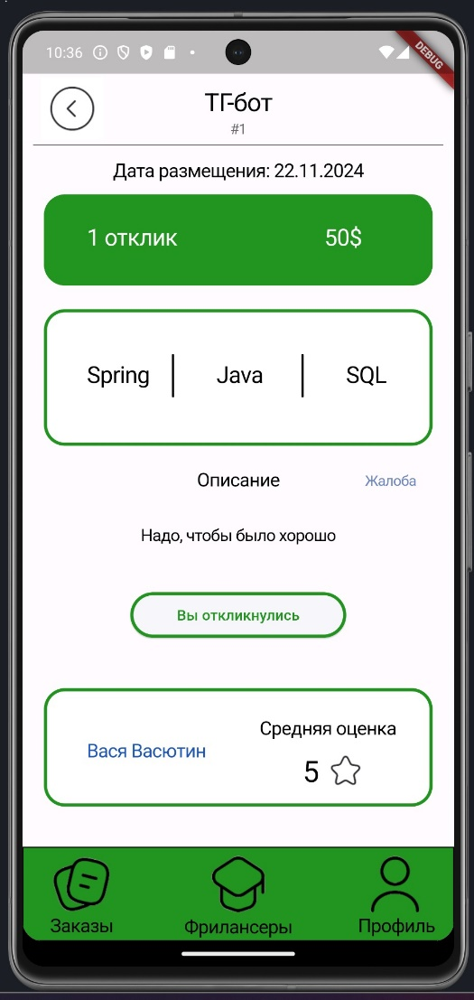 10:36
DEBUG
ТГ-бот
#1
Дата размещения: 22.11.2024
1 отклик 50$
Spring Java SQL
Описание Жалоба
Надо, чтобы было хорошо
Вы откликнулись
Средняя оценка
Вася Васютин
5
Заказы Фрилансеры Профиль